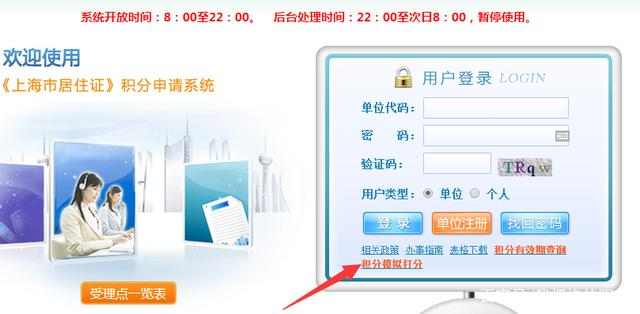 系统开放时间:8:00至22:00。 后台处理时间:22:00至次日8:00,暂停使用。
欢迎使用
《上海市居住证》积分申请系统
用户登录 LOGIN
单位代码:
密 码:
验证码: TRqw
用户类型: 单位 个人
登 录 单位注册 找回密码
相关政策 办事指南 表格下载 积分有效期查询
积分模拟打分
受理点一览表